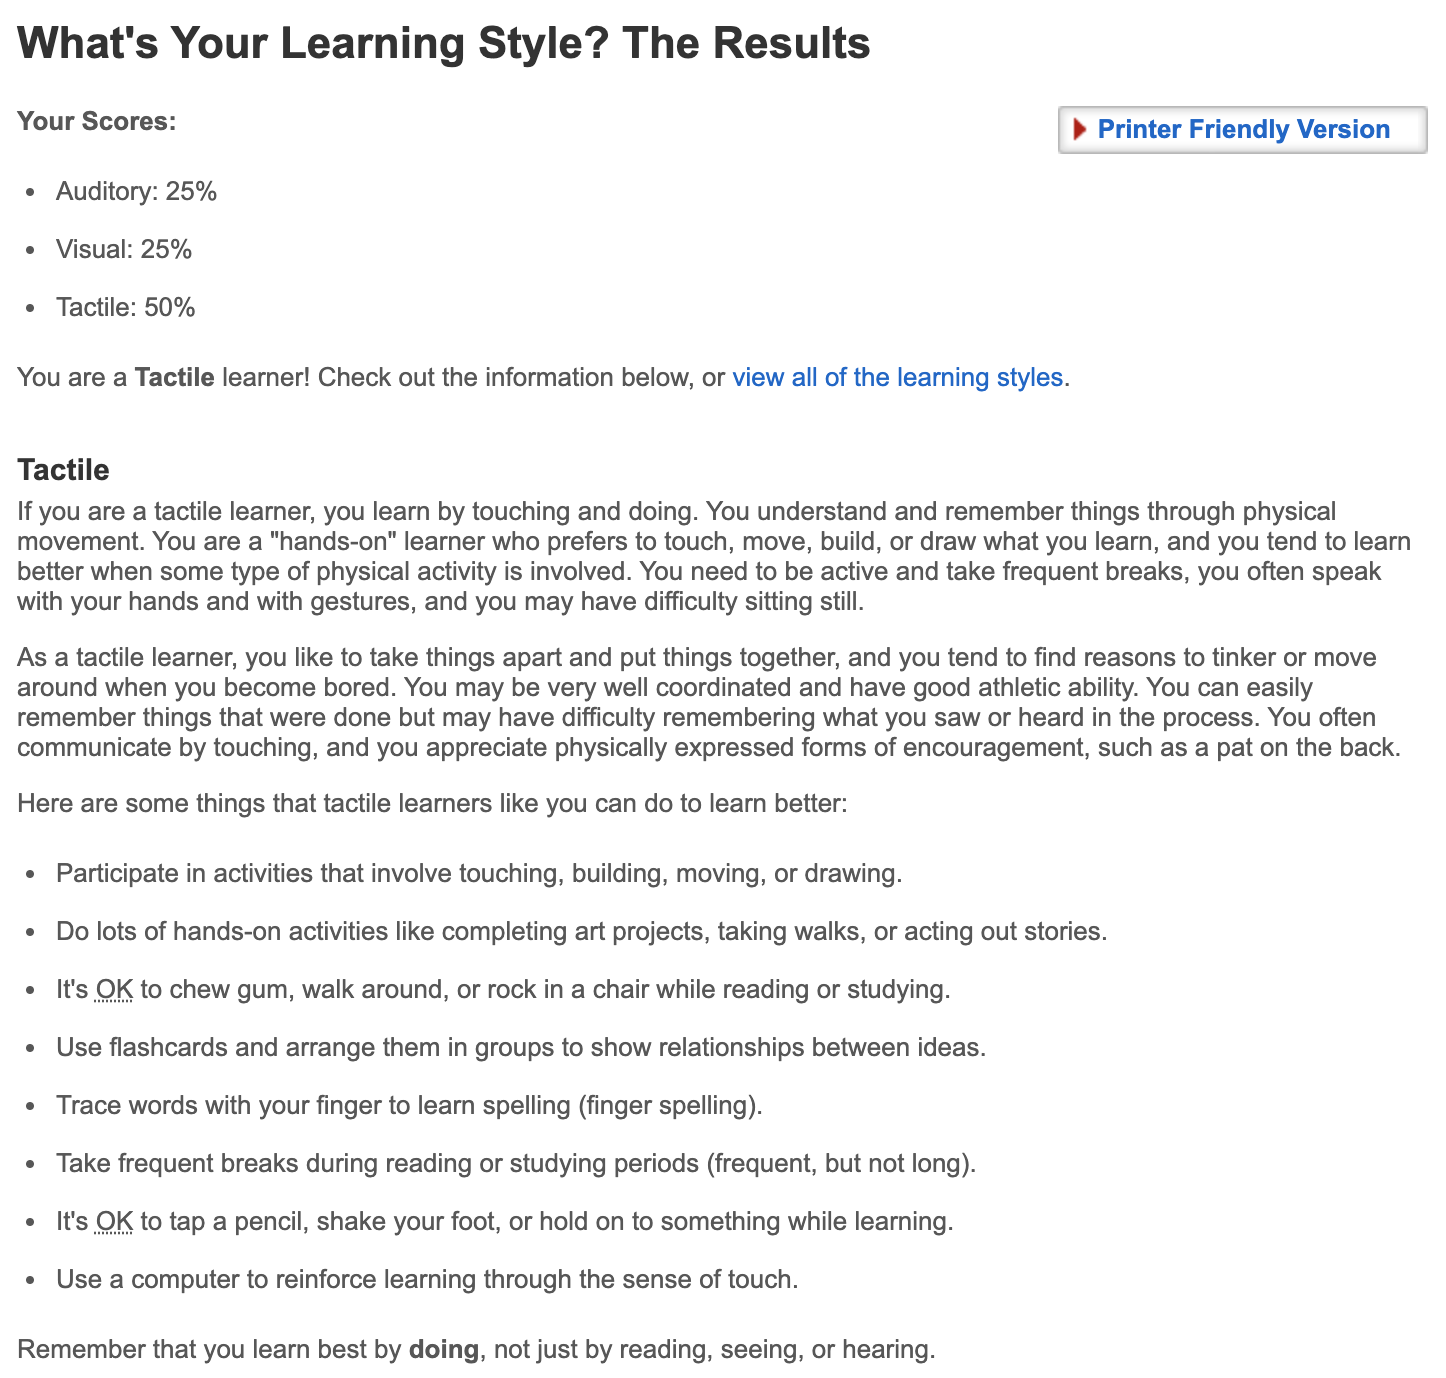 What's Your Learning Style? The Results
Your Scores:
Printer Friendly Version
• Auditory: 25%
• Visual: 25%
• Tactile: 50%
You are a Tactile learner! Check out the information below, or view all of the learning styles.
Tactile
If you are a tactile learner, you learn by touching and doing. You understand and remember things through physical
movement. You are a "hands-on" learner who prefers to touch, move, build, or draw what you learn, and you tend to learn
better when some type of physical activity is involved. You need to be active and take frequent breaks, you often speak
with your hands and with gestures, and you may have difficulty sitting still.
As a tactile learner, you like to take things apart and put things together, and you tend to find reasons to tinker or move
around when you become bored. You may be very well coordinated and have good athletic ability. You can easily
remember things that were done but may have difficulty remembering what you saw or heard in the process. You often
communicate by touching, and you appreciate physically expressed forms of encouragement, such as a pat on the back.
Here are some things that tactile learners like you can do to learn better:
• Participate in activities that involve touching, building, moving, or drawing.
• Do lots of hands-on activities like completing art projects, taking walks, or acting out stories.
• It's OK to chew gum, walk around, or rock in a chair while reading or studying.
• Use flashcards and arrange them in groups to show relationships between ideas.
• Trace words with your finger to learn spelling (finger spelling).
• Take frequent breaks during reading or studying periods (frequent, but not long).
• It's OK to tap a pencil, shake your foot, or hold on to something while learning.
• Use a computer to reinforce learning through the sense of touch.
Remember that you learn best by doing, not just by reading, seeing, or hearing.